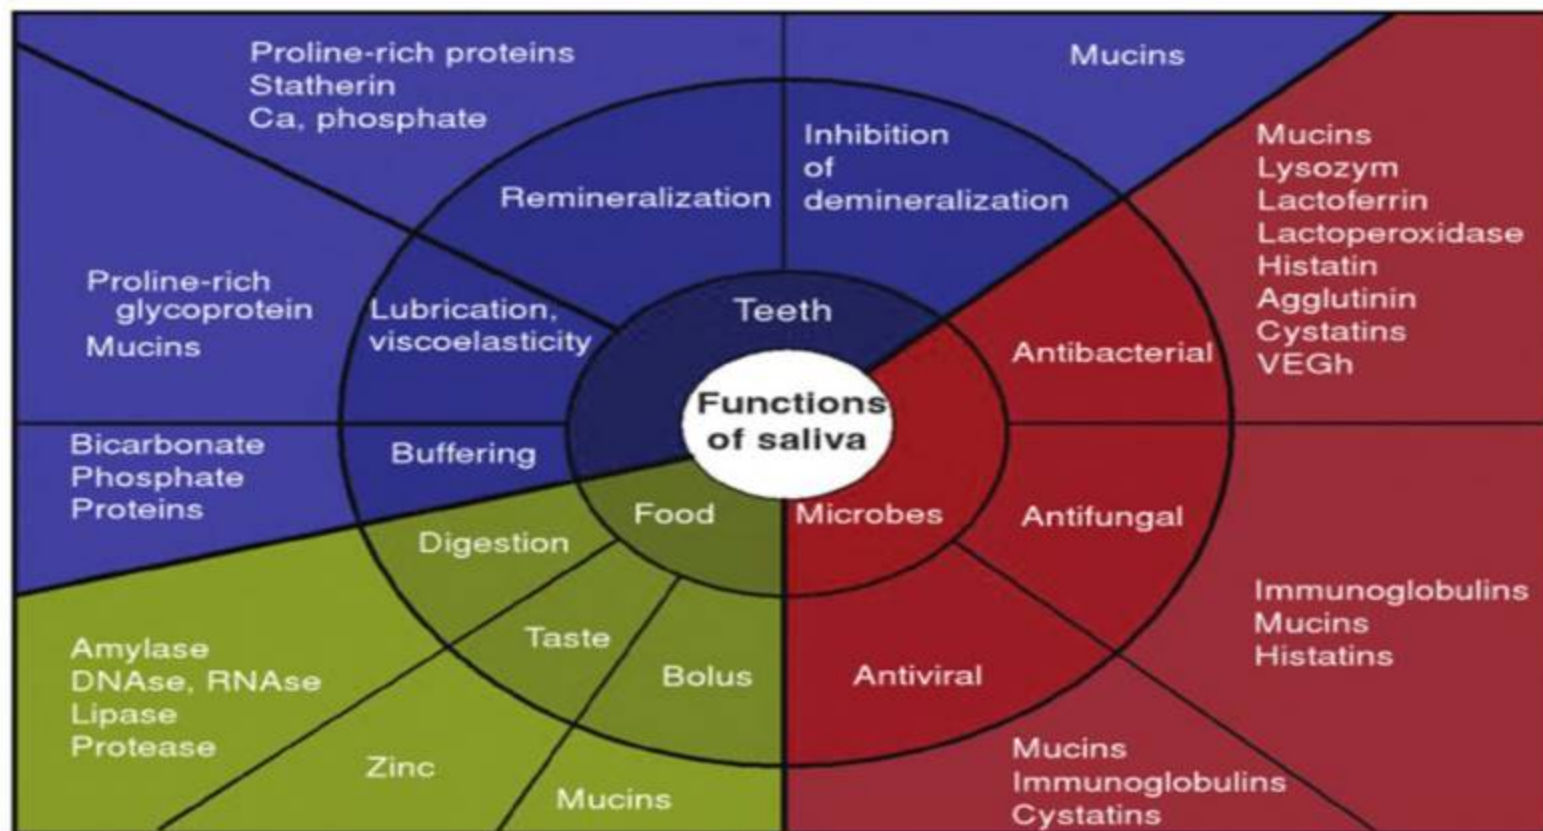 Proline-rich proteins
Statherin
Ca, phosphate
Mucins
Remineralization
Inhibition
of
demineralization
Mucins
Lysozym
Lactoferrin
Lactoperoxidase
Histatin
Agglutinin
Cystatins
VEGh
Proline-rich
glycoprotein
Mucins
Lubrication,
viscoelasticity
Teeth
Antibacterial
Functions
of saliva
Bicarbonate
Phosphate
Proteins
Buffering
Food
Microbes
Antifungal
Digestion
Taste
Bolus
Antiviral
Immunoglobulins
Mucins
Histatins
Amylase
DNAse, RNAse
Lipase
Protease
Zinc
Mucins
Mucins
Immunoglobulins
Cystatins